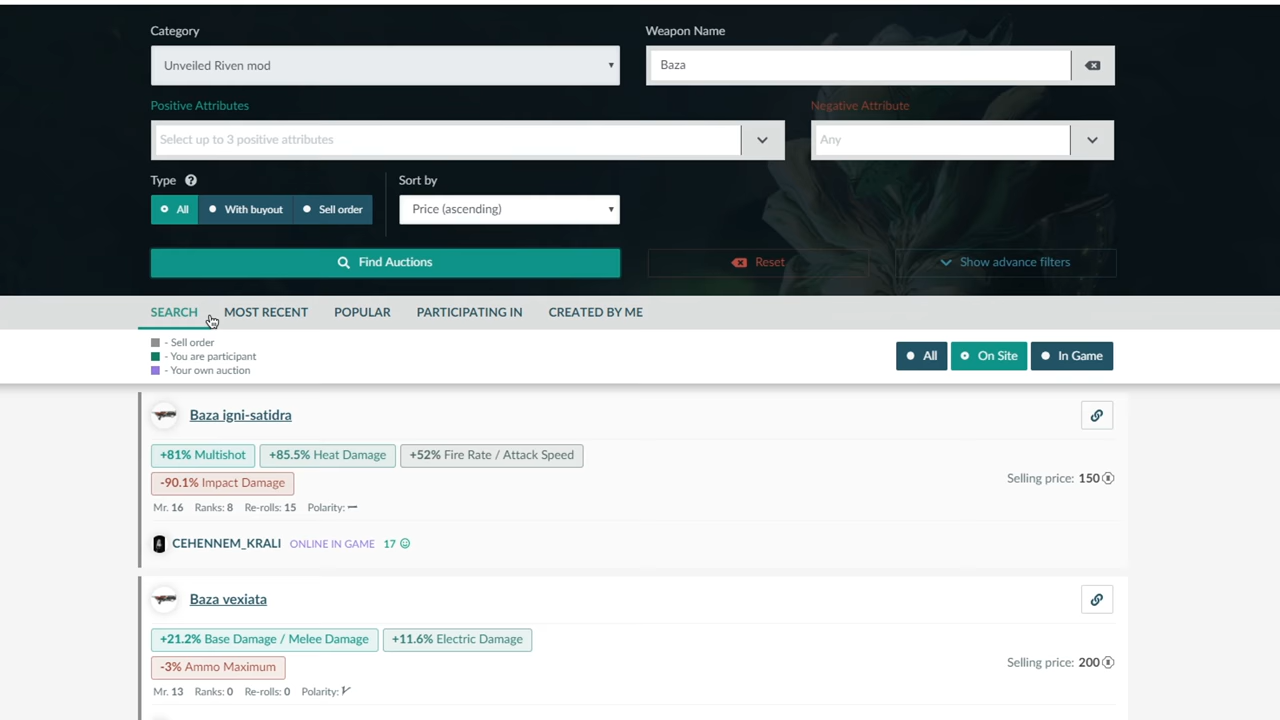 Category
Weapon Name
Unveiled Riven mod
Baza
Positive Attributes
Negative Attribute
Select up to 3 positive attributes
Any
Type
Sort by
All
With buyout
Sell order
Price (ascending)
Find Auctions
Reset
Show advance filters
SEARCH
MOST RECENT
POPULAR
PARTICIPATING IN
CREATED BY ME
- Sell order
- You are participant
- Your own auction
All
On Site
In Game
Baza igni-satidra
+81% Multishot
+85.5% Heat Damage
+52% Fire Rate / Attack Speed
-90.1% Impact Damage
Selling price: 150
Mr. 16 Ranks: 8 Re-rolls: 15 Polarity:
CEHENNEM_KRALI ONLINE IN GAME 17
Baza vexiata
+21.2% Base Damage / Melee Damage
+11.6% Electric Damage
-3% Ammo Maximum
Selling price: 200
Mr. 13 Ranks: 0 Re-rolls: 0 Polarity: